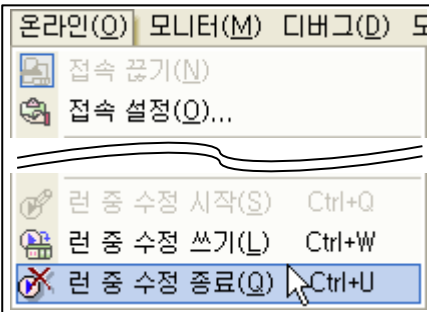 온라인(O) 모니터(M) 디버그(D)
접속 끊기(N)
접속 설정(O)...
런 중 수정 시작(S) Ctrl+Q
런 중 수정 쓰기(L) Ctrl+W
런 중 수정 종료(Q) Ctrl+U